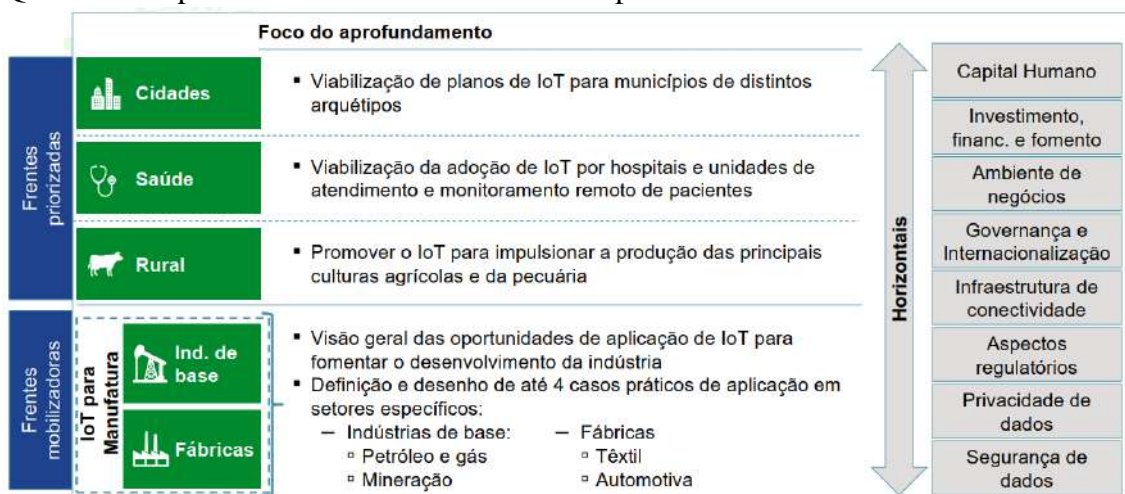 Foco do aprofundamento
Frentes
priorizadas
Cidades
▪ Viabilização de planos de IoT para municípios de distintos
arquétipos
Saúde
▪ Viabilização da adoção de IoT por hospitais e unidades de
atendimento e monitoramento remoto de pacientes
Rural
▪ Promover o IoT para impulsionar a produção das principais
culturas agrícolas e da pecuária
Frentes
mobilizadoras
IoT para
Manufatura
Ind. de
base
Fábricas
▪ Visão geral das oportunidades de aplicação de IoT para
fomentar o desenvolvimento da indústria
▪ Definição e desenho de até 4 casos práticos de aplicação em
setores específicos:
– Indústrias de base:
▫ Petróleo e gás
▫ Mineração
– Fábricas
▫ Têxtil
▫ Automotiva
Horizontais
Capital Humano
Investimento,
financ. e fomento
Ambiente de
negócios
Governança e
Internacionalização
Infraestrutura de
conectividade
Aspectos
regulatórios
Privacidade de
dados
Segurança de
dados